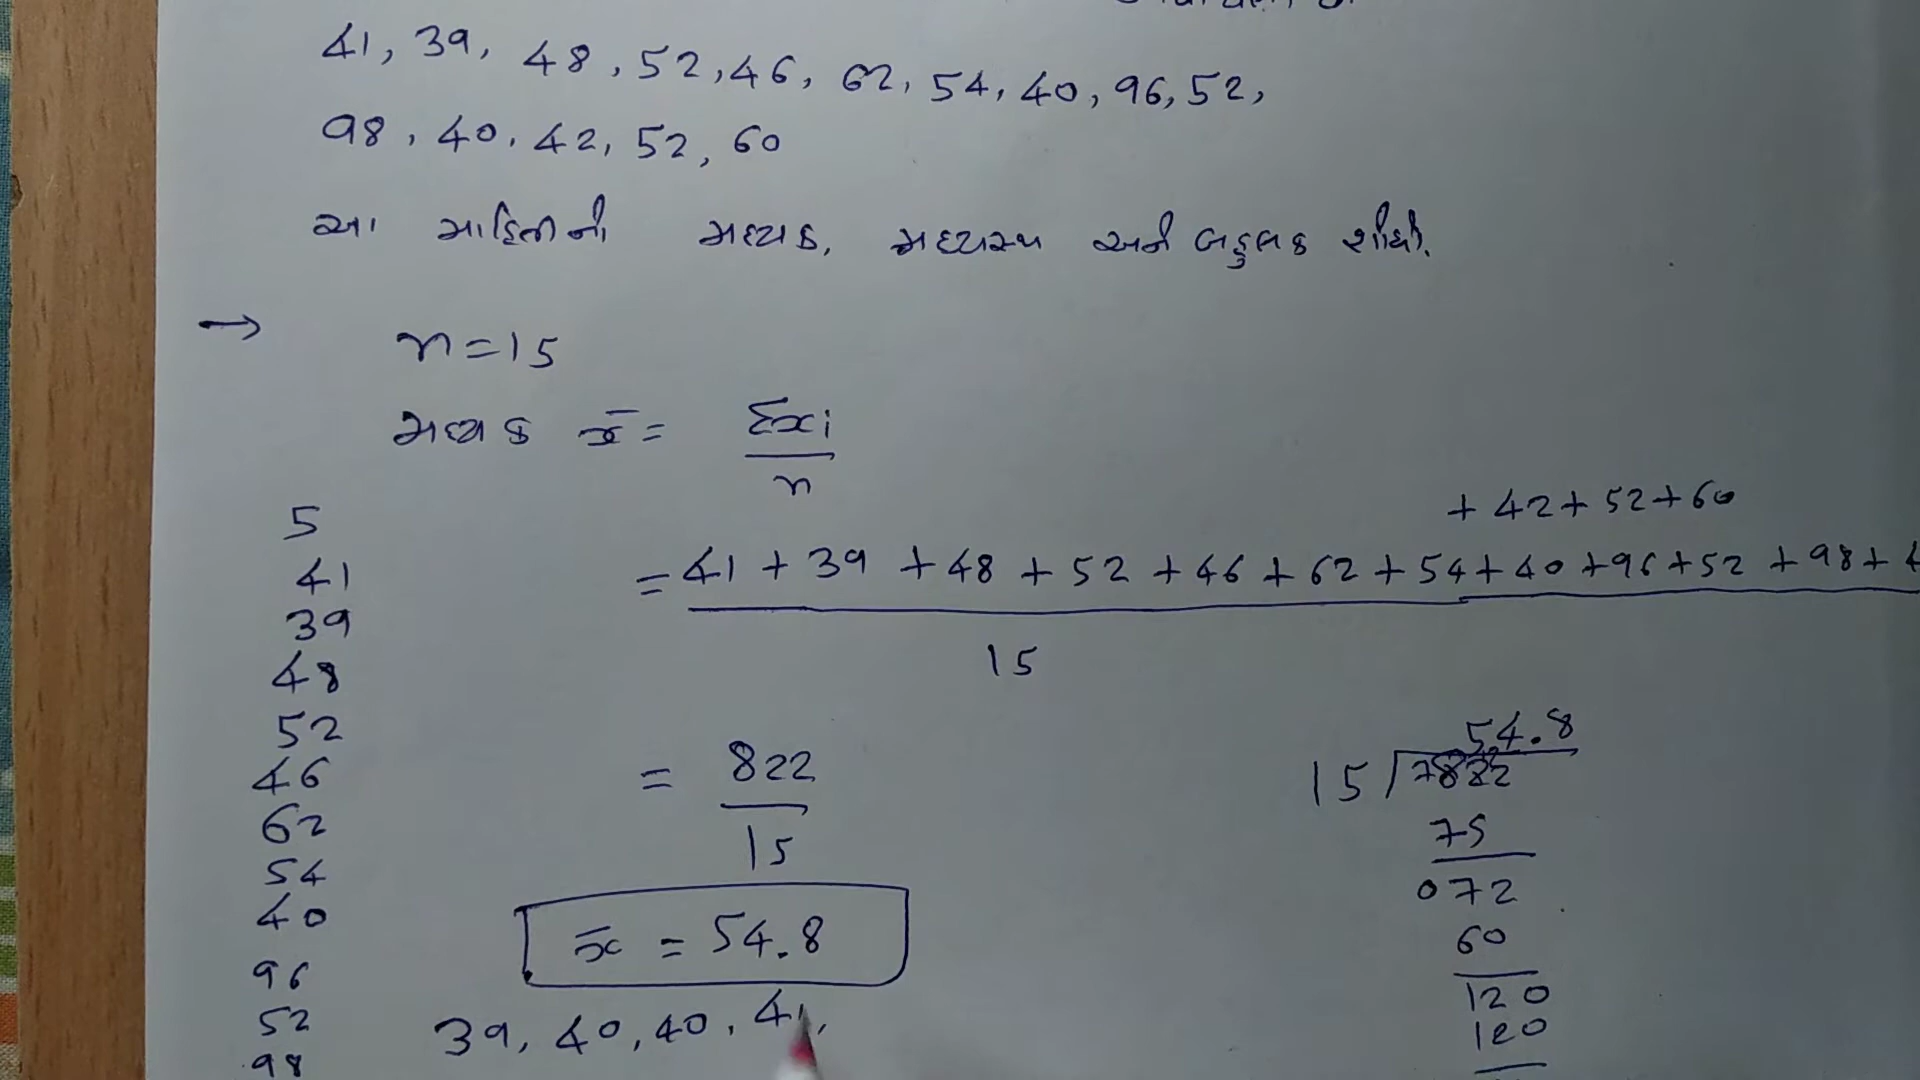 41, 39, 48, 52, 46, 62, 54, 40, 96, 52,
98, 40, 42, 52, 60
આ માહિતીનો મધ્યક, મધ્યસ્થ અને બહુલક શોધો.
→ n = 15
મધ્યક x̄ = Σxi / n
+ 42 + 52 + 60
= 41 + 39 + 48 + 52 + 46 + 62 + 54 + 40 + 96 + 52 + 98 + 4
15
= 822 / 15
x̄ = 54.8
39, 40, 40, 41,
5
41
39
48
52
46
62
54
40
96
52
98
54.8
15
75
072
60
120
120